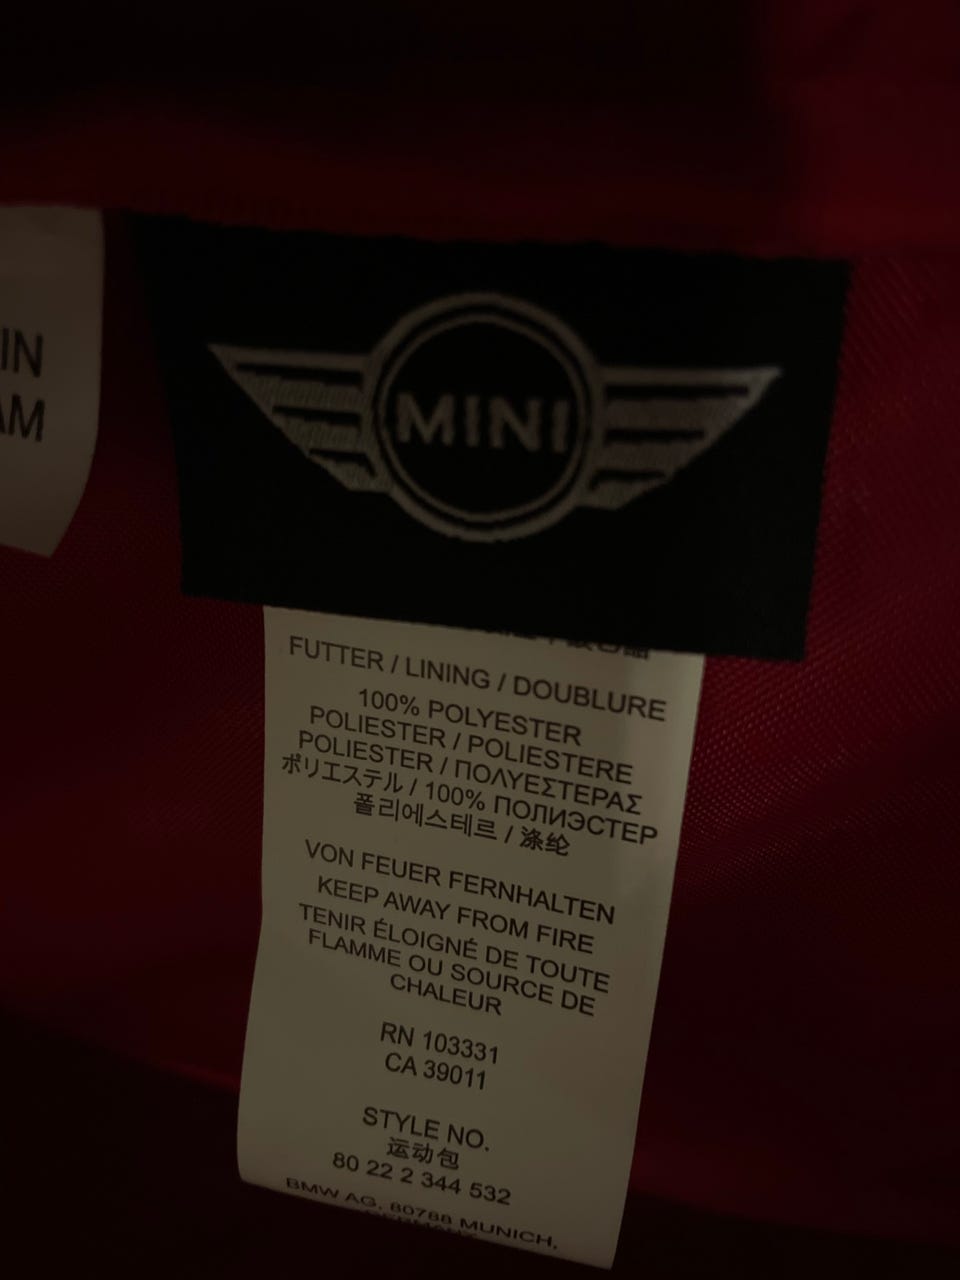 IN
AM
MINI
FUTTER / LINING / DOUBLURE
100% POLYESTER
POLIESTER / POLIESTERE
POLIESTER / ΠΟΛΥΕΣΤΕΡΑΣ
ポリエステル / 100% ПОЛИЭСТЕР
폴리에스테르 / 涤纶
VON FEUER FERNHALTEN
KEEP AWAY FROM FIRE
TENIR ÉLOIGNÉ DE TOUTE
FLAMME OU SOURCE DE
CHALEUR
RN 103331
CA 39011
STYLE NO.
运动包
80 22 2 344 532
BMW AG, 80788 MUNICH,
GERMANY